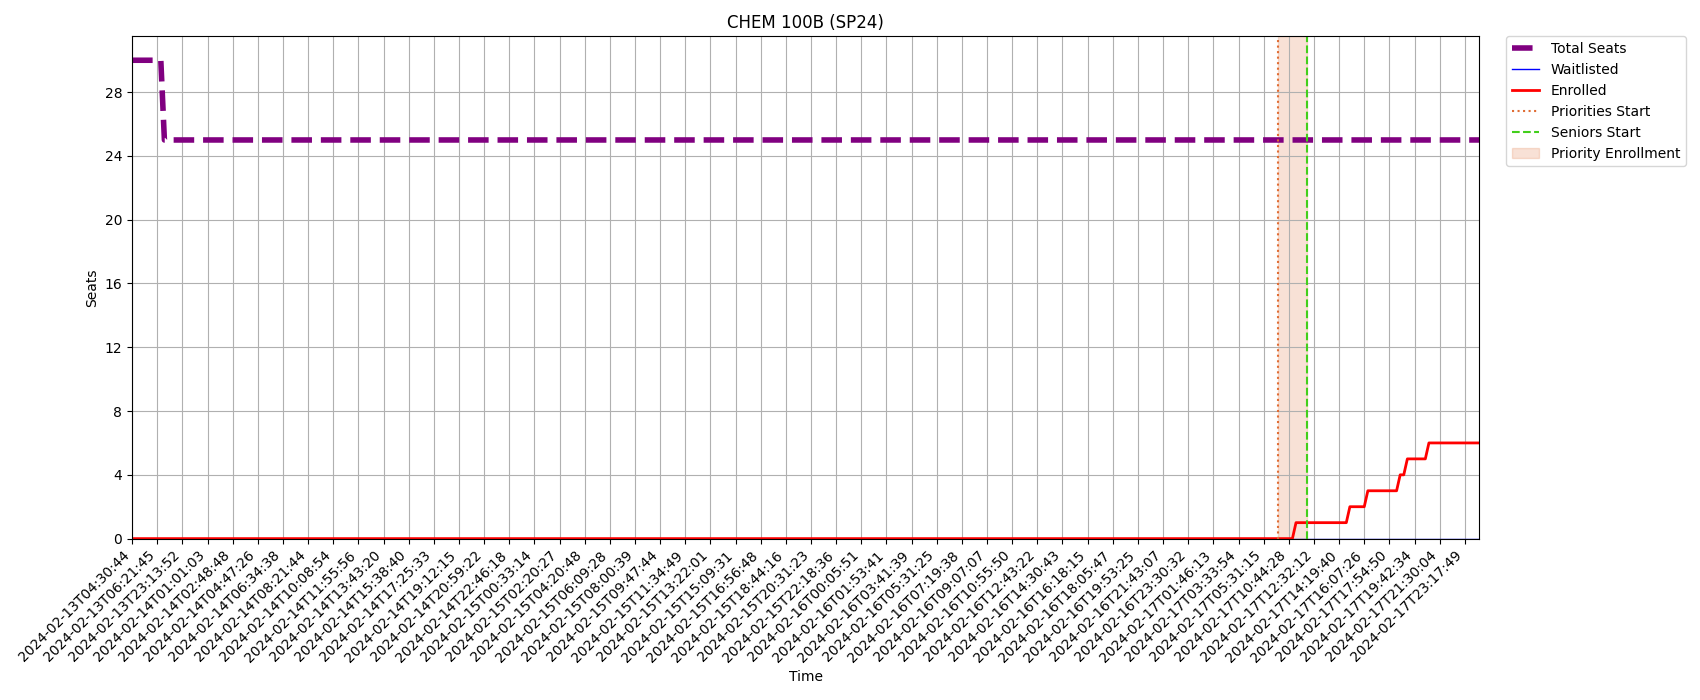 CHEM 100B (SP24)
Total Seats
Waitlisted
Enrolled
Priorities Start
Seniors Start
Priority Enrollment
Seats
28
24
20
16
12
8
4
0
2024-02-13T04:30:44
2024-02-13T06:21:45
2024-02-13T23:13:52
2024-02-14T01:01:03
2024-02-14T02:48:48
2024-02-14T04:47:26
2024-02-14T06:34:38
2024-02-14T08:21:44
2024-02-14T10:08:54
2024-02-14T11:55:56
2024-02-14T13:43:20
2024-02-14T15:38:40
2024-02-14T17:25:33
2024-02-14T19:12:15
2024-02-14T20:59:22
2024-02-14T22:46:18
2024-02-15T00:33:14
2024-02-15T02:20:27
2024-02-15T04:20:48
2024-02-15T06:09:28
2024-02-15T08:00:39
2024-02-15T09:47:44
2024-02-15T11:34:49
2024-02-15T13:22:01
2024-02-15T15:09:31
2024-02-15T16:56:48
2024-02-15T18:44:16
2024-02-15T20:31:23
2024-02-15T22:18:36
2024-02-16T00:05:51
2024-02-16T01:53:41
2024-02-16T03:41:39
2024-02-16T05:31:25
2024-02-16T07:19:38
2024-02-16T09:07:07
2024-02-16T10:55:50
2024-02-16T12:43:22
2024-02-16T14:30:43
2024-02-16T16:18:15
2024-02-16T18:05:47
2024-02-16T19:53:25
2024-02-16T21:43:07
2024-02-16T23:30:32
2024-02-17T01:46:13
2024-02-17T03:33:54
2024-02-17T05:31:15
2024-02-17T10:44:28
2024-02-17T12:32:12
2024-02-17T14:19:40
2024-02-17T16:07:26
2024-02-17T17:54:50
2024-02-17T19:42:34
2024-02-17T21:30:04
2024-02-17T23:17:49
Time